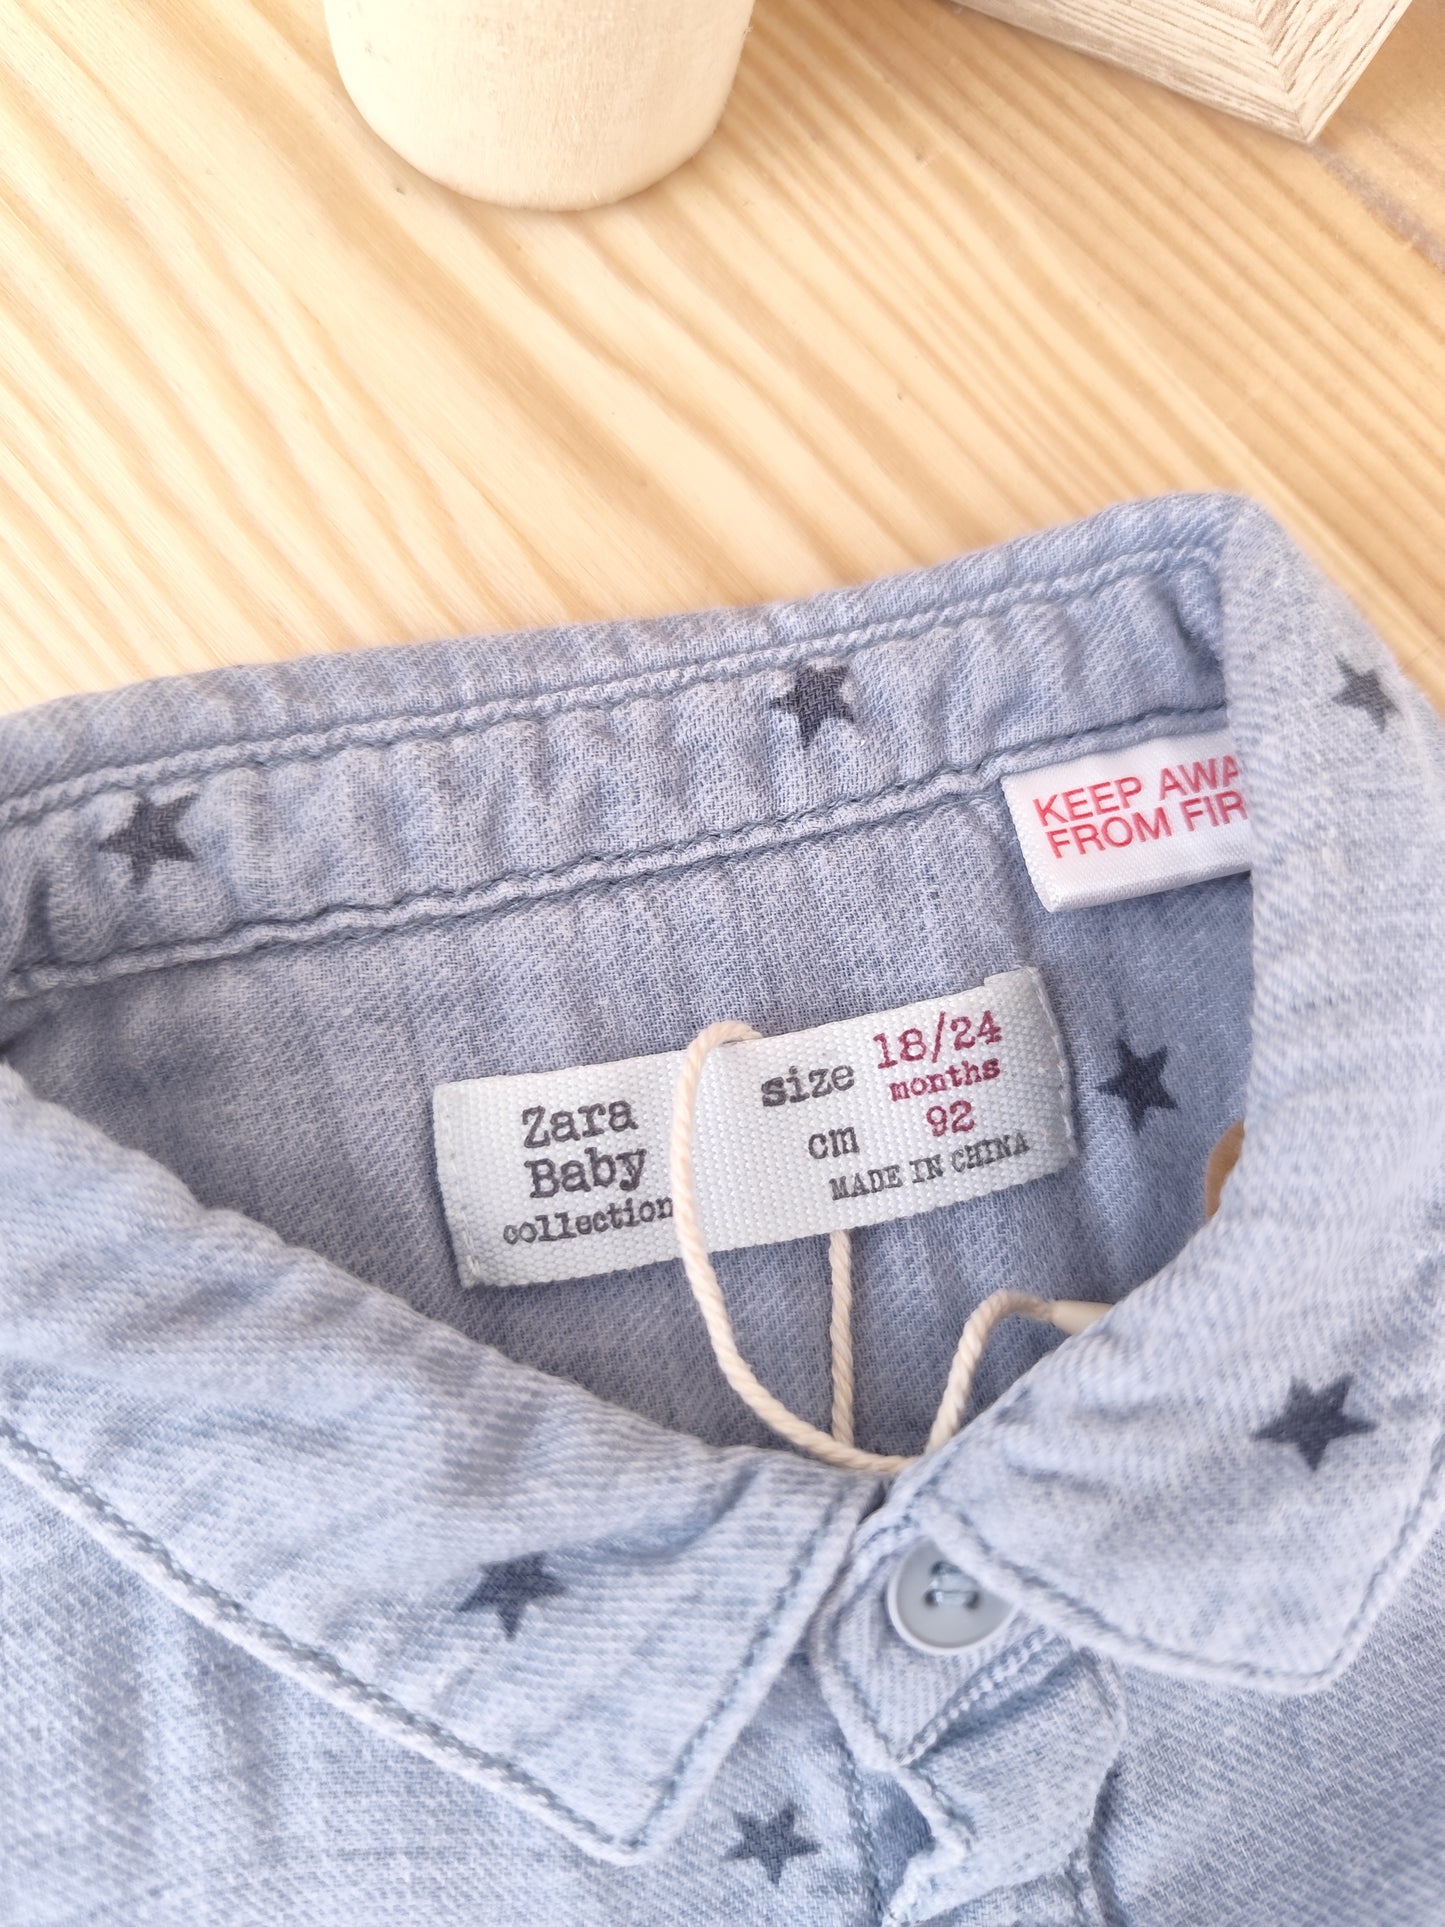 KEEP AWA
FROM FIR
Zara
Baby
collection
size 18/24
months
cm 92
MADE IN CHINA